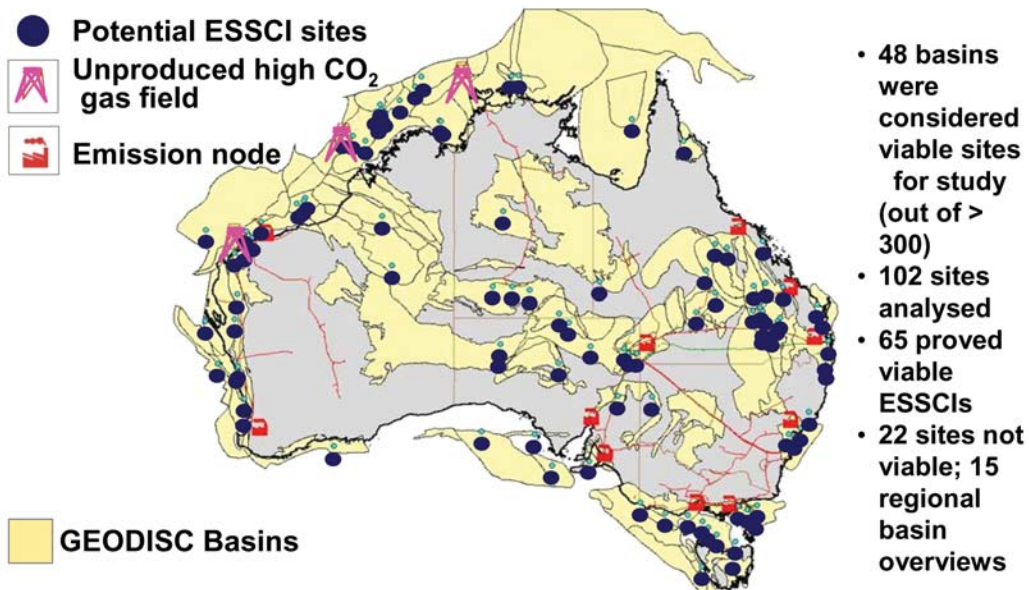 Potential ESSCI sites
Unproduced high CO₂
gas field
Emission node
GEODISC Basins
• 48 basins
were
considered
viable sites
for study
(out of >
300)
• 102 sites
analysed
• 65 proved
viable
ESSCIs
• 22 sites not
viable; 15
regional
basin
overviews